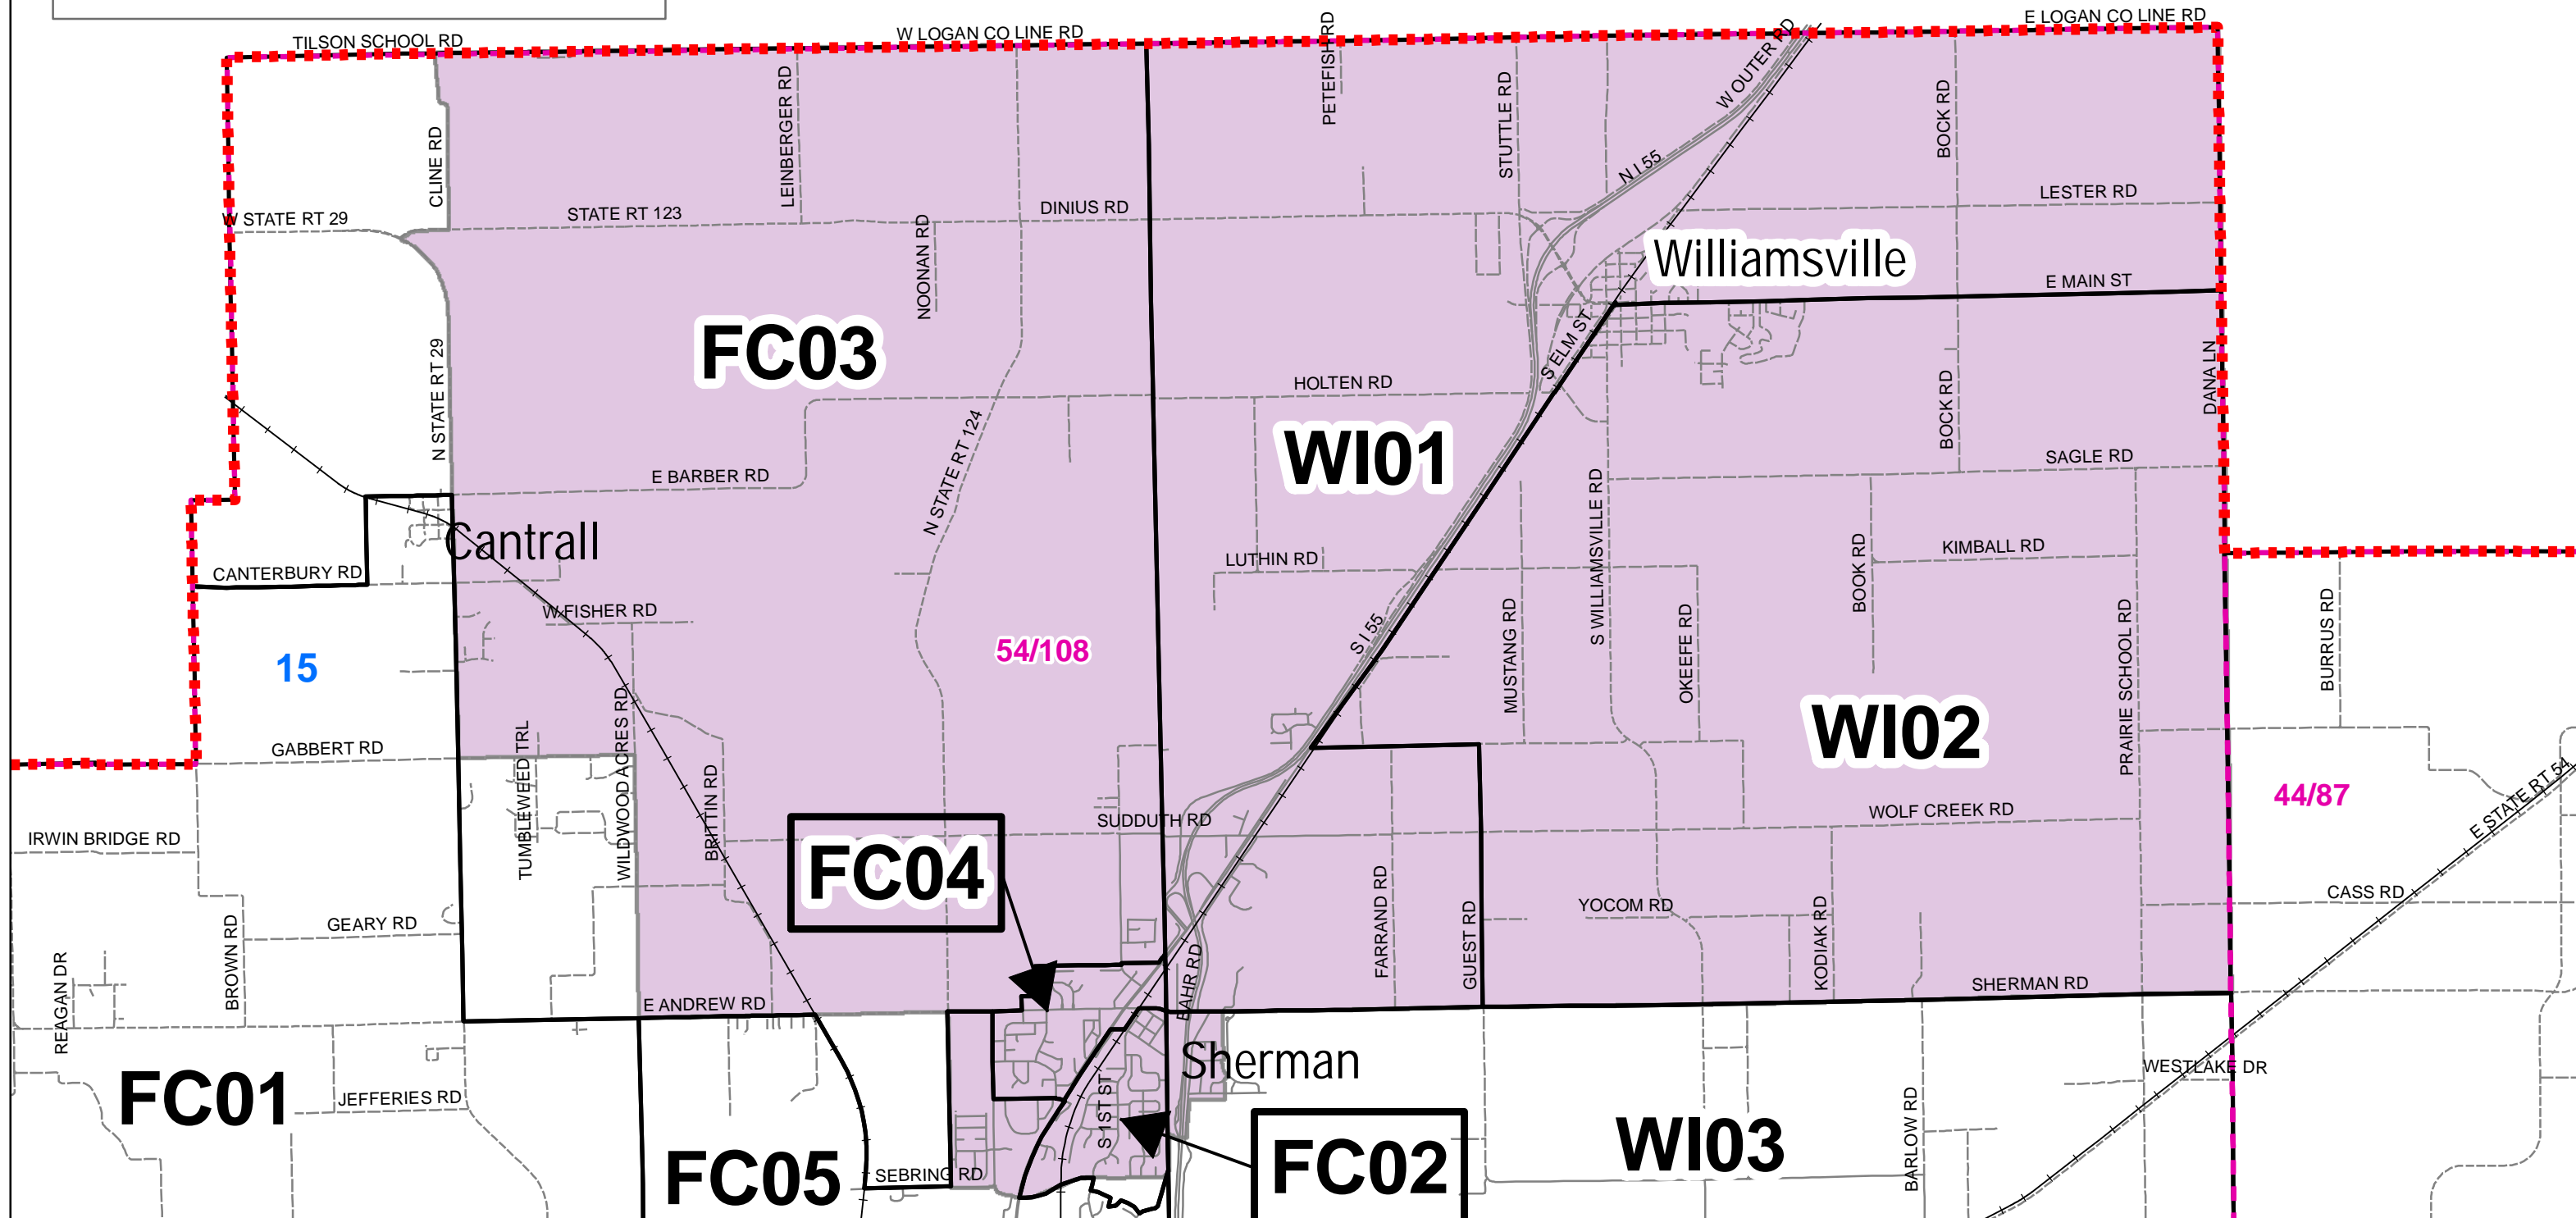 E LOGAN CO LINE RD
W LOGAN CO LINE RD
TILSON SCHOOL RD
PETEFISH RD
W OUTER RD
STUTTLE RD
LEINBERGER RD
BOCK RD
CLINE RD
N I 55
LESTER RD
W STATE RT 29
STATE RT 123
DINIUS RD
NOONAN RD
Williamsville
E MAIN ST
FC03
S ELM ST
DANA LN
N STATE RT 29
HOLTEN RD
BOCK RD
WI01
N STATE RT 124
E BARBER RD
SAGLE RD
S WILLIAMSVILLE RD
Cantrall
KIMBALL RD
BOOK RD
LUTHIN RD
CANTERBURY RD
W FISHER RD
BURRUS RD
S I 55
MUSTANG RD
OKEEFE RD
PRAIRIE SCHOOL RD
54/108
15
WI02
GABBERT RD
TUMBLEWEED TRL
WILDWOOD ACRES RD
BRITTIN RD
44/87
E STATE RT 54
IRWIN BRIDGE RD
SUDDUTH RD
WOLF CREEK RD
FC04
CASS RD
GEARY RD
BROWN RD
FARRAND RD
GUEST RD
YOCOM RD
KODIAK RD
REAGAN DR
E ANDREW RD
BAHR RD
SHERMAN RD
Sherman
WESTLAKE DR
FC01
JEFFERIES RD
S 1ST ST
FC05
SEBRING RD
FC02
WI03
BARLOW RD